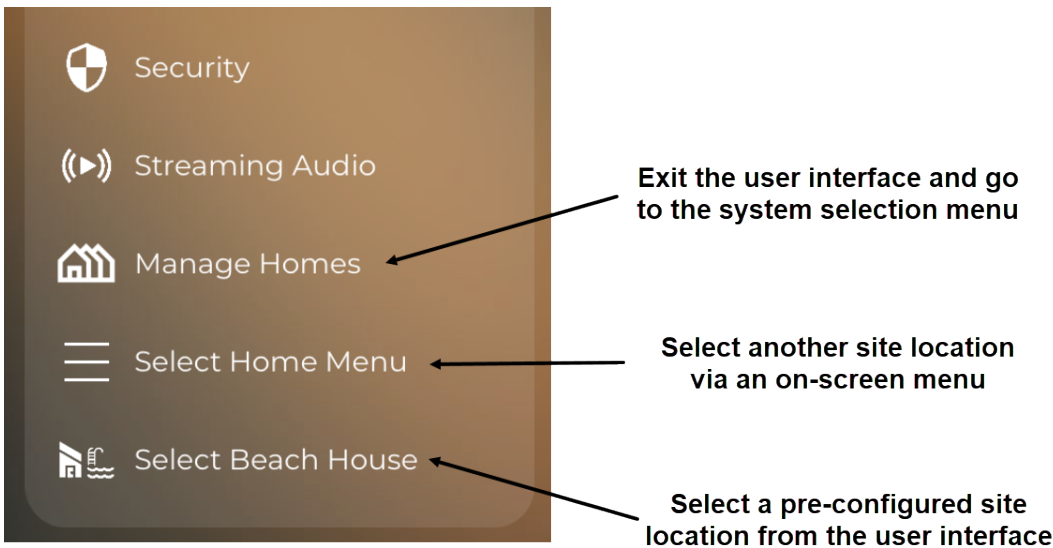 Security
Streaming Audio
Exit the user interface and go
to the system selection menu
Manage Homes
Select another site location
via an on-screen menu
Select Home Menu
Select Beach House
Select a pre-configured site
location from the user interface